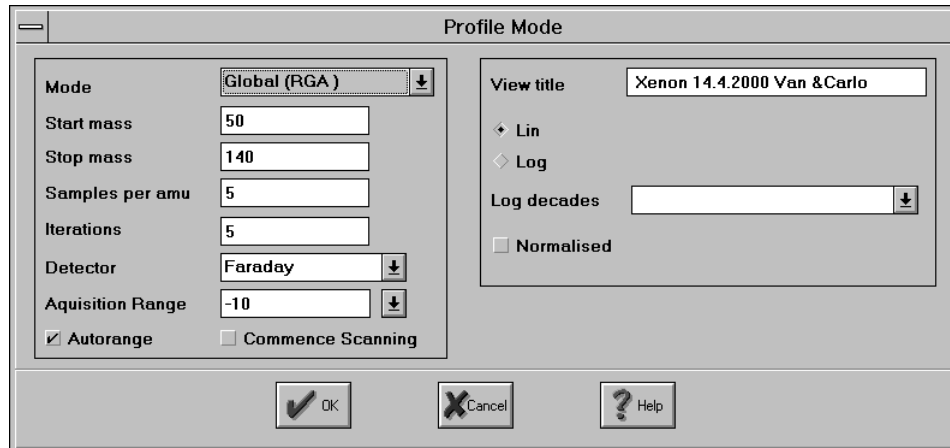 Profile Mode
Mode Global (RGA )
Start mass 50
Stop mass 140
Samples per amu 5
Iterations 5
Detector Faraday
Aquisition Range -10
Autorange Commence Scanning
View title Xenon 14.4.2000 Van &Carlo
Lin
Log
Log decades
Normalised
OK Cancel Help